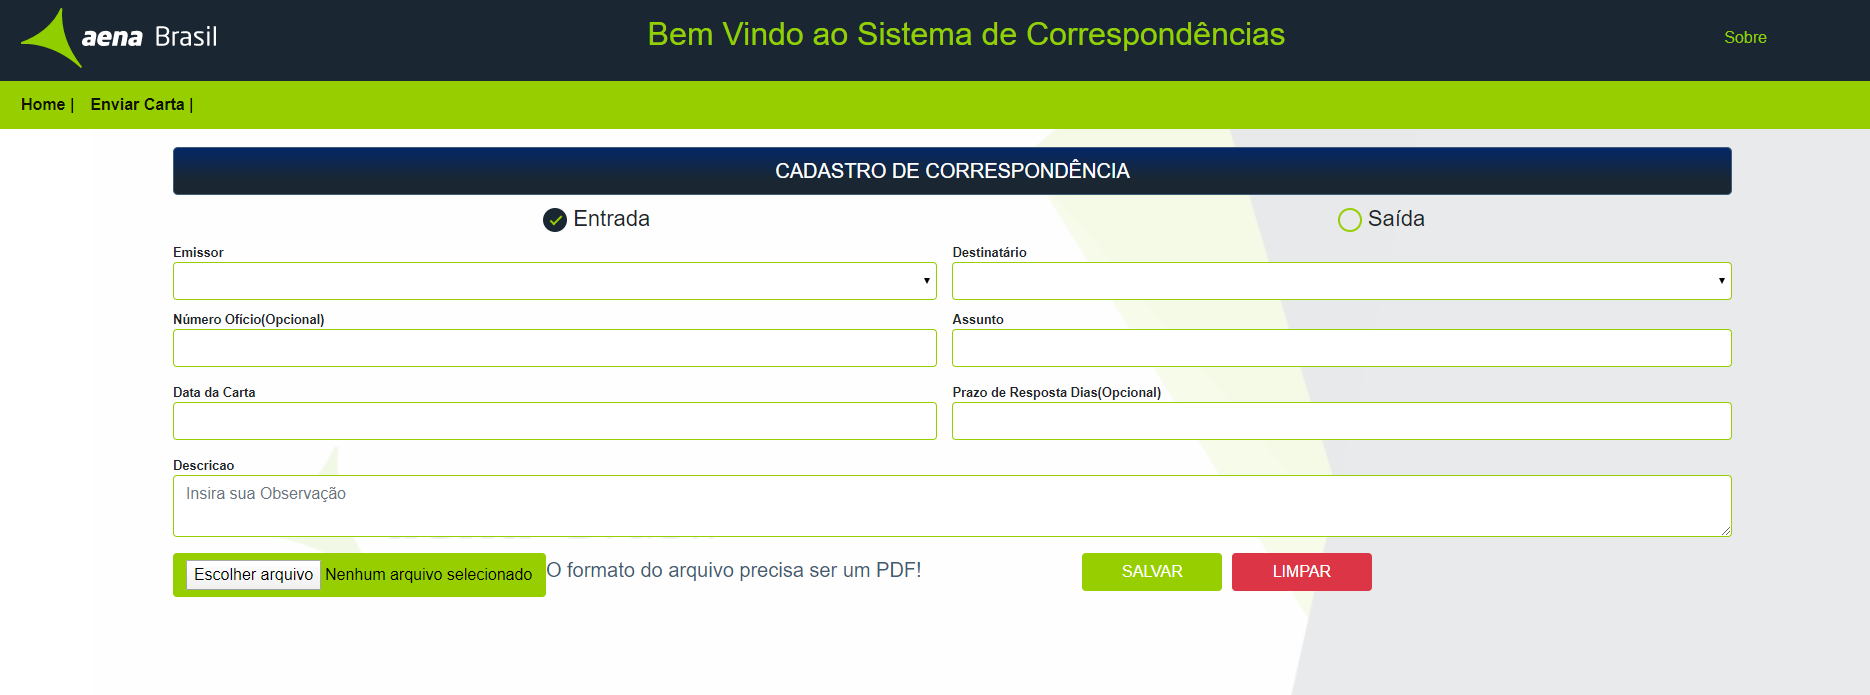 aena Brasil
Bem Vindo ao Sistema de Correspondências
Sobre
Home |
Enviar Carta |
CADASTRO DE CORRESPONDÊNCIA
Entrada
Saída
Emissor
Destinatário
Número Ofício(Opcional)
Assunto
Data da Carta
Prazo de Resposta Dias(Opcional)
Descricao
Insira sua Observação
Escolher arquivo Nenhum arquivo selecionado
O formato do arquivo precisa ser um PDF!
SALVAR
LIMPAR